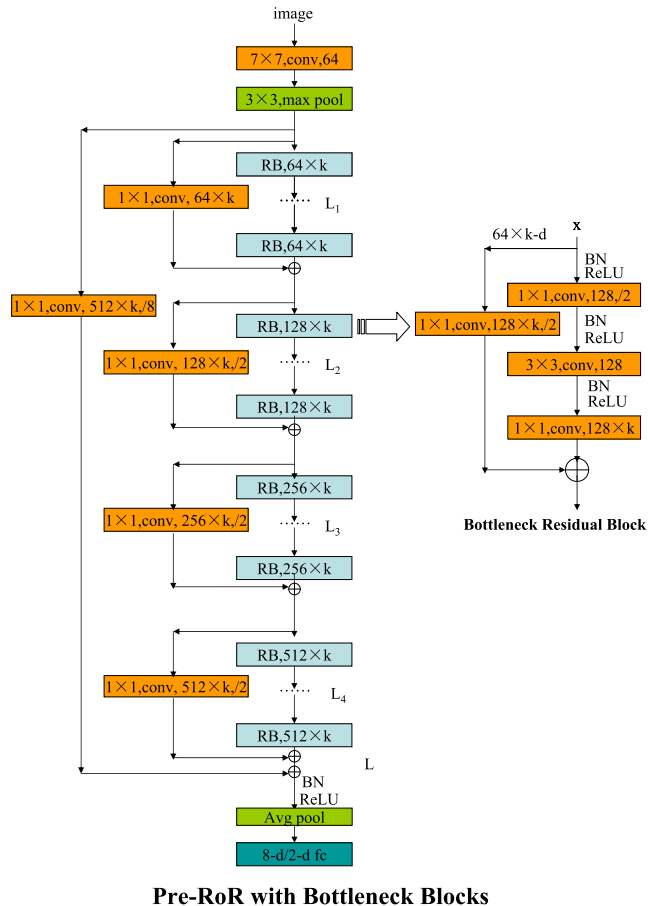 image
7×7,conv,64
3×3,max pool
RB,64×k
1×1,conv, 64×k
...... L1
RB,64×k
1×1,conv, 512×k,/8
RB,128×k
1×1,conv, 128×k,/2
...... L2
RB,128×k
RB,256×k
1×1,conv, 256×k,/2
...... L3
RB,256×k
RB,512×k
1×1,conv, 512×k,/2
...... L4
RB,512×k
L
BN
ReLU
Avg pool
8-d/2-d fc
x
64×k-d
BN
ReLU
1×1,conv,128,/2
1×1,conv,128×k,/2
BN
ReLU
3×3,conv,128
BN
ReLU
1×1,conv,128×k
Bottleneck Residual Block
Pre-RoR with Bottleneck Blocks